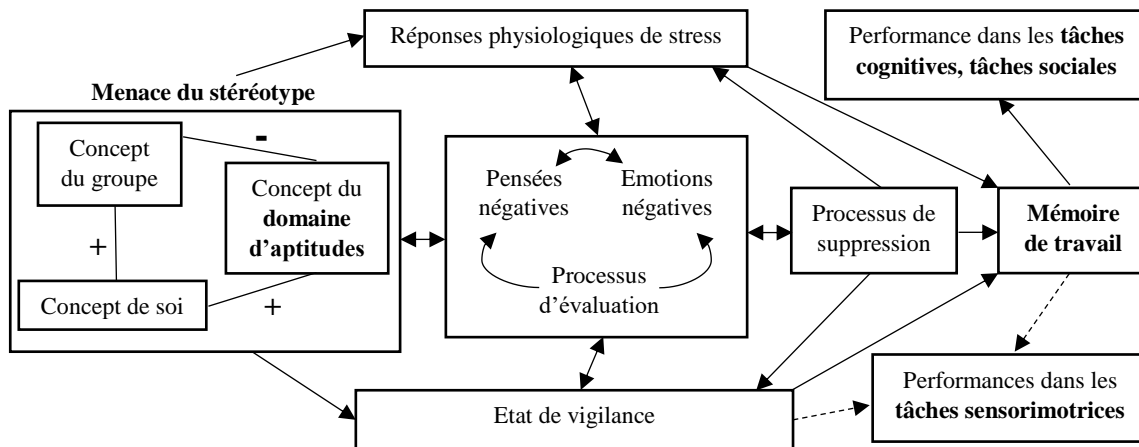 Réponses physiologiques de stress
Performance dans les tâches
cognitives, tâches sociales
Menace du stéréotype
-
Concept
du groupe
Concept du
domaine
d’aptitudes
+
Concept de soi
+
Pensées
négatives
Emotions
négatives
Processus
d’évaluation
Processus de
suppression
Mémoire
de travail
Performances dans les
tâches sensorimotrices
Etat de vigilance